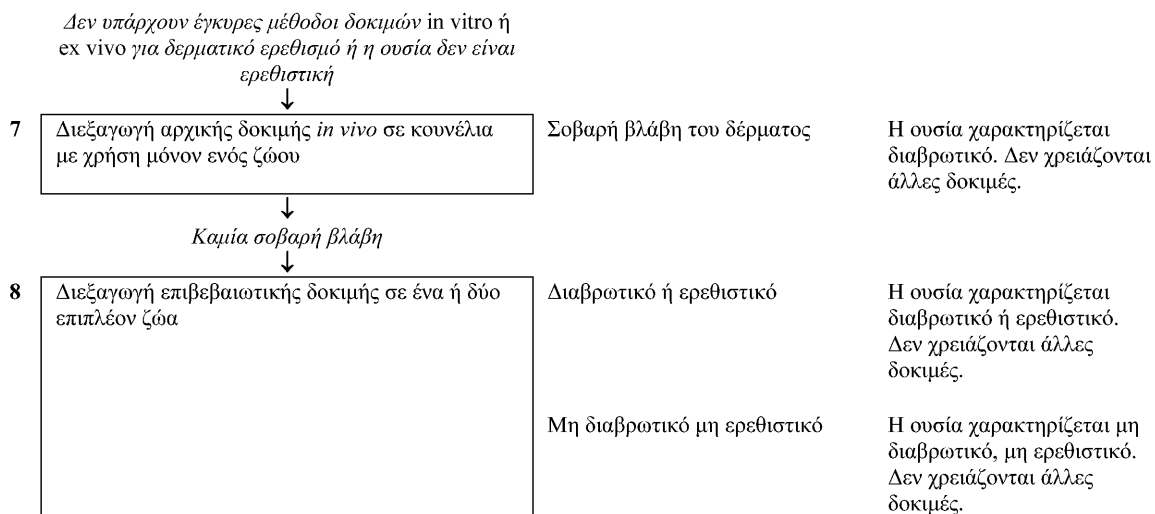 Δεν υπάρχουν έγκυρες μέθοδοι δοκιμών in vitro ή
ex vivo για δερματικό ερεθισμό ή η ουσία δεν είναι
ερεθιστική
↓
7 Διεξαγωγή αρχικής δοκιμής in vivo σε κουνέλια Σοβαρή βλάβη του δέρματος Η ουσία χαρακτηρίζεται
με χρήση μόνον ενός ζώου διαβρωτικό. Δεν χρειάζονται
άλλες δοκιμές.
↓
Καμία σοβαρή βλάβη
↓
8 Διεξαγωγή επιβεβαιωτικής δοκιμής σε ένα ή δύο Διαβρωτικό ή ερεθιστικό Η ουσία χαρακτηρίζεται
επιπλέον ζώα διαβρωτικό ή ερεθιστικό.
Δεν χρειάζονται άλλες
δοκιμές.
Μη διαβρωτικό μη ερεθιστικό Η ουσία χαρακτηρίζεται μη
διαβρωτικό, μη ερεθιστικό.
Δεν χρειάζονται άλλες
δοκιμές.